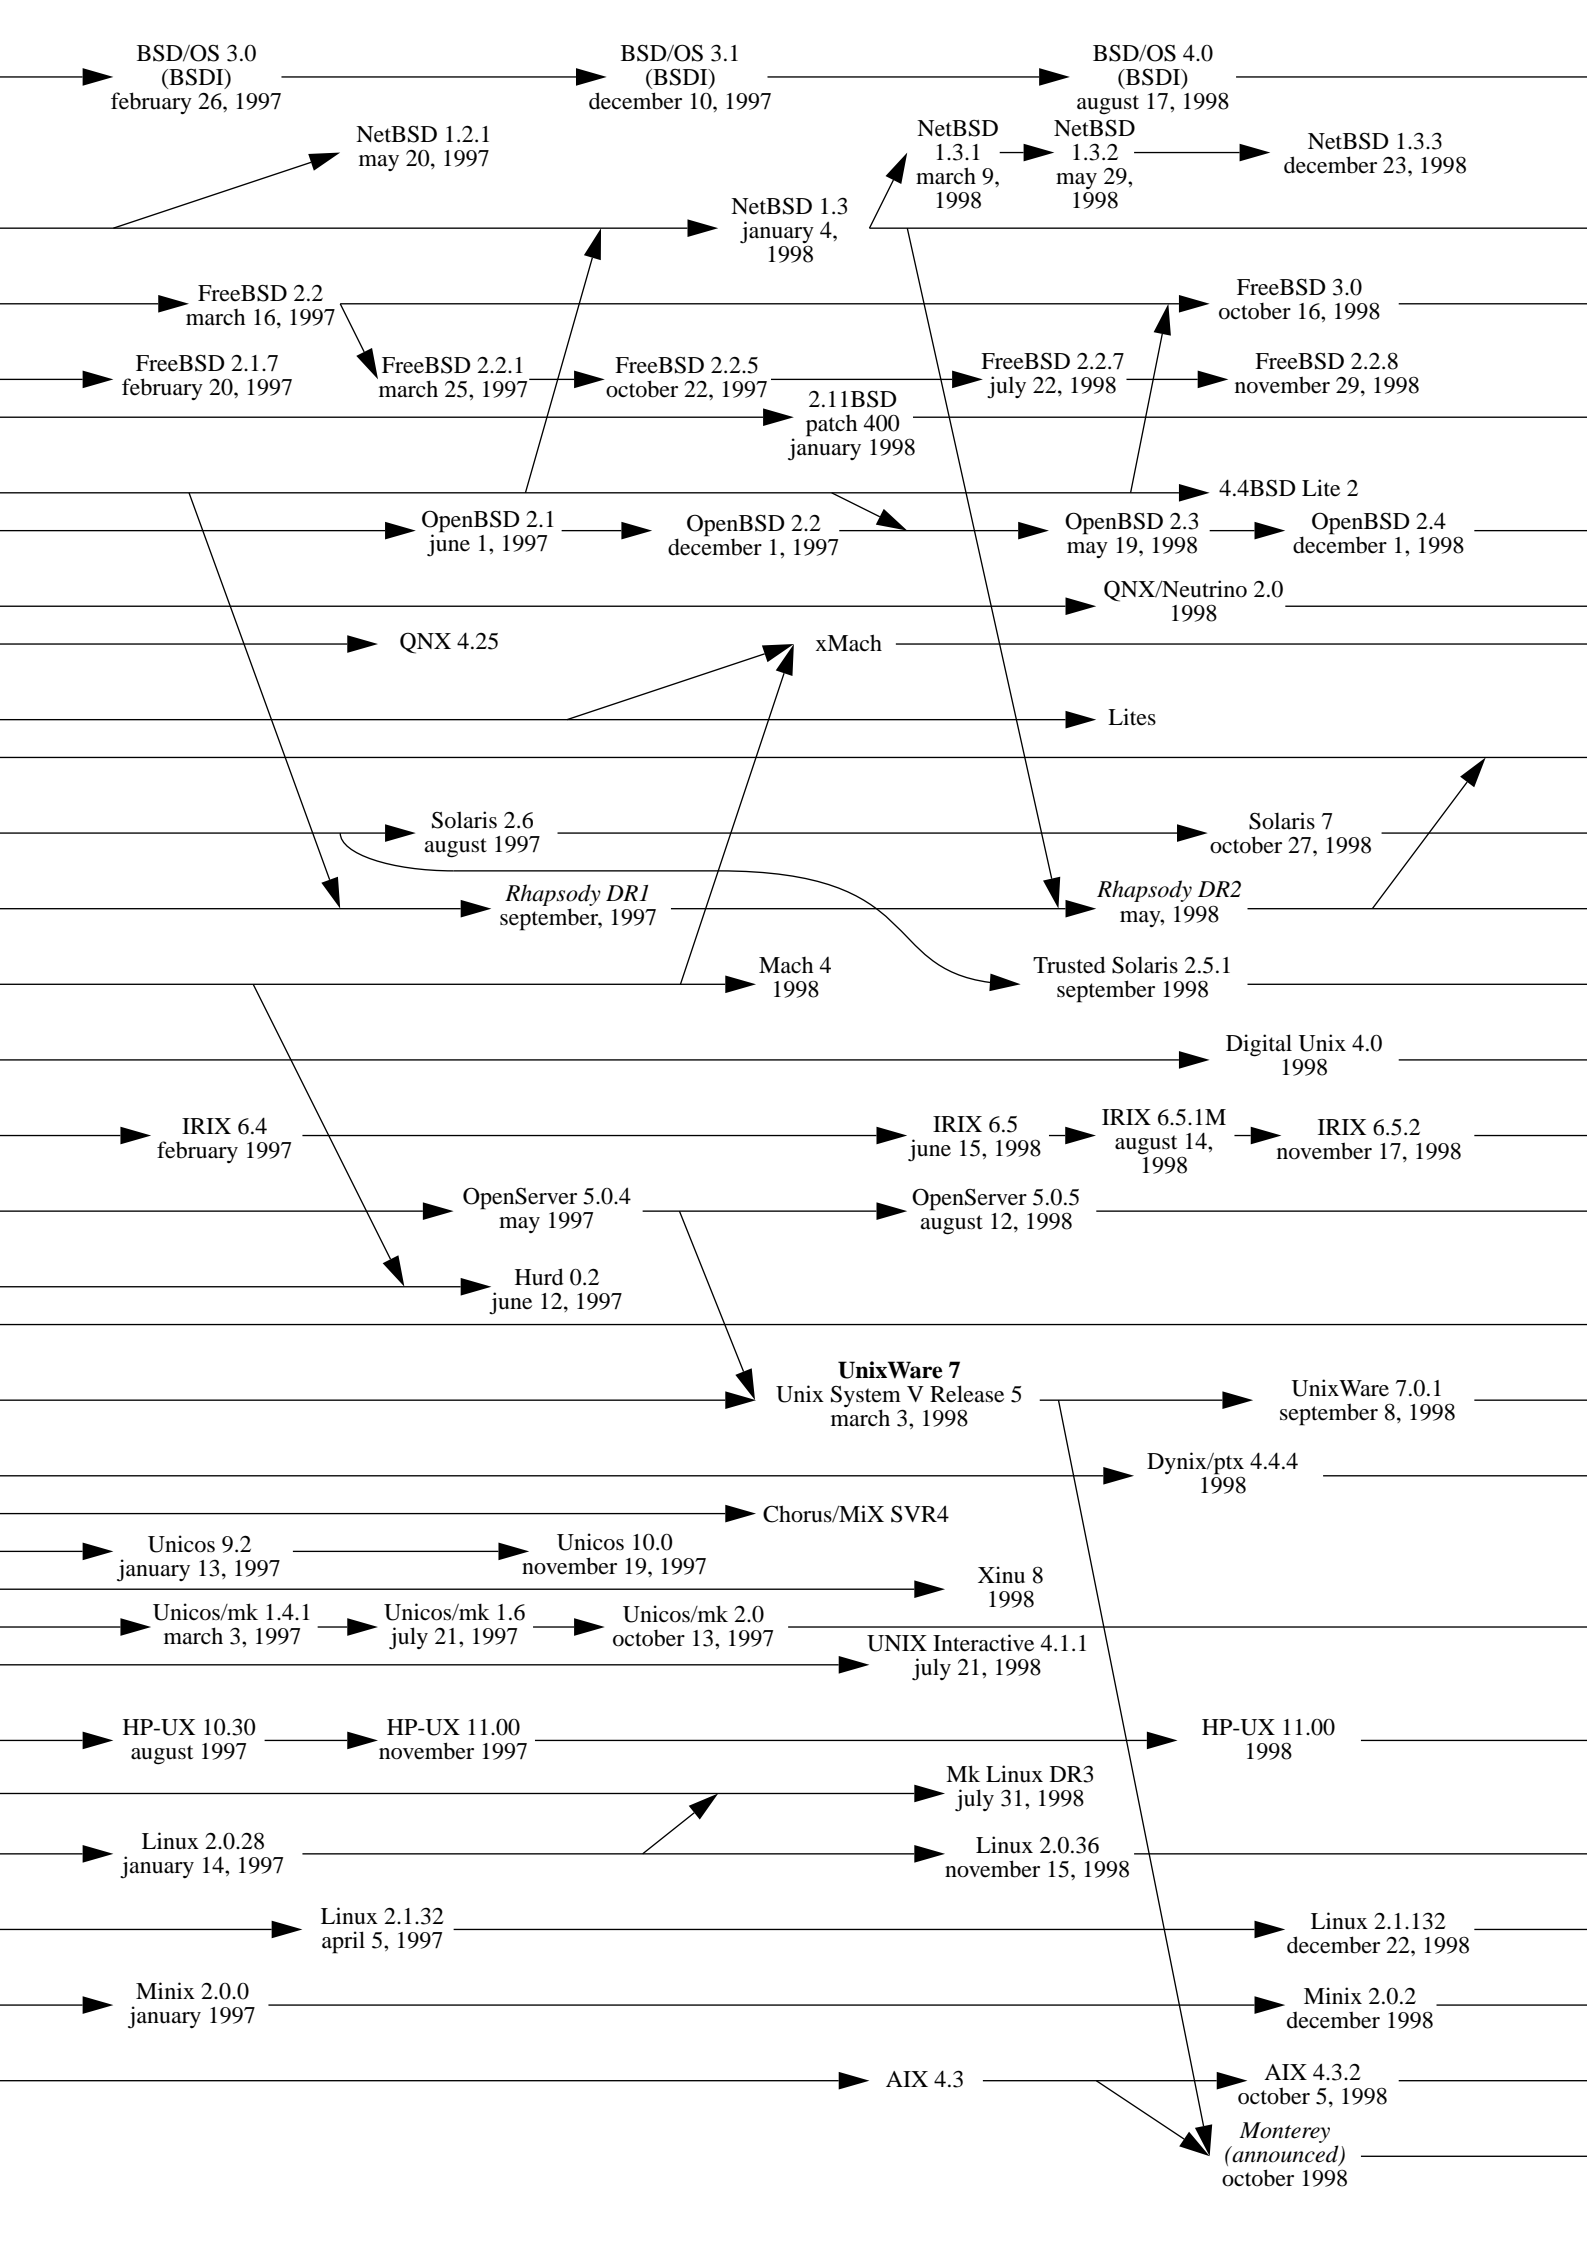 BSD/OS 3.0
(BSDI)
february 26, 1997
BSD/OS 3.1
(BSDI)
december 10, 1997
BSD/OS 4.0
(BSDI)
august 17, 1998
NetBSD 1.2.1
may 20, 1997
NetBSD
1.3.1
march 9,
1998
NetBSD
1.3.2
may 29,
1998
NetBSD 1.3.3
december 23, 1998
NetBSD 1.3
january 4,
1998
FreeBSD 2.2
march 16, 1997
FreeBSD 3.0
october 16, 1998
FreeBSD 2.1.7
february 20, 1997
FreeBSD 2.2.1
march 25, 1997
FreeBSD 2.2.5
october 22, 1997
FreeBSD 2.2.7
july 22, 1998
FreeBSD 2.2.8
november 29, 1998
2.11BSD
patch 400
january 1998
4.4BSD Lite 2
OpenBSD 2.1
june 1, 1997
OpenBSD 2.2
december 1, 1997
OpenBSD 2.3
may 19, 1998
OpenBSD 2.4
december 1, 1998
QNX/Neutrino 2.0
1998
QNX 4.25
xMach
Lites
Solaris 2.6
august 1997
Solaris 7
october 27, 1998
Rhapsody DR1
september, 1997
Rhapsody DR2
may, 1998
Mach 4
1998
Trusted Solaris 2.5.1
september 1998
Digital Unix 4.0
1998
IRIX 6.4
february 1997
IRIX 6.5
june 15, 1998
IRIX 6.5.1M
august 14,
1998
IRIX 6.5.2
november 17, 1998
OpenServer 5.0.4
may 1997
OpenServer 5.0.5
august 12, 1998
Hurd 0.2
june 12, 1997
UnixWare 7
Unix System V Release 5
march 3, 1998
UnixWare 7.0.1
september 8, 1998
Dynix/ptx 4.4.4
1998
Chorus/MiX SVR4
Unicos 9.2
january 13, 1997
Unicos 10.0
november 19, 1997
Xinu 8
1998
Unicos/mk 1.4.1
march 3, 1997
Unicos/mk 1.6
july 21, 1997
Unicos/mk 2.0
october 13, 1997
UNIX Interactive 4.1.1
july 21, 1998
HP-UX 10.30
august 1997
HP-UX 11.00
november 1997
HP-UX 11.00
1998
Mk Linux DR3
july 31, 1998
Linux 2.0.28
january 14, 1997
Linux 2.0.36
november 15, 1998
Linux 2.1.32
april 5, 1997
Linux 2.1.132
december 22, 1998
Minix 2.0.0
january 1997
Minix 2.0.2
december 1998
AIX 4.3
AIX 4.3.2
october 5, 1998
Monterey
(announced)
october 1998